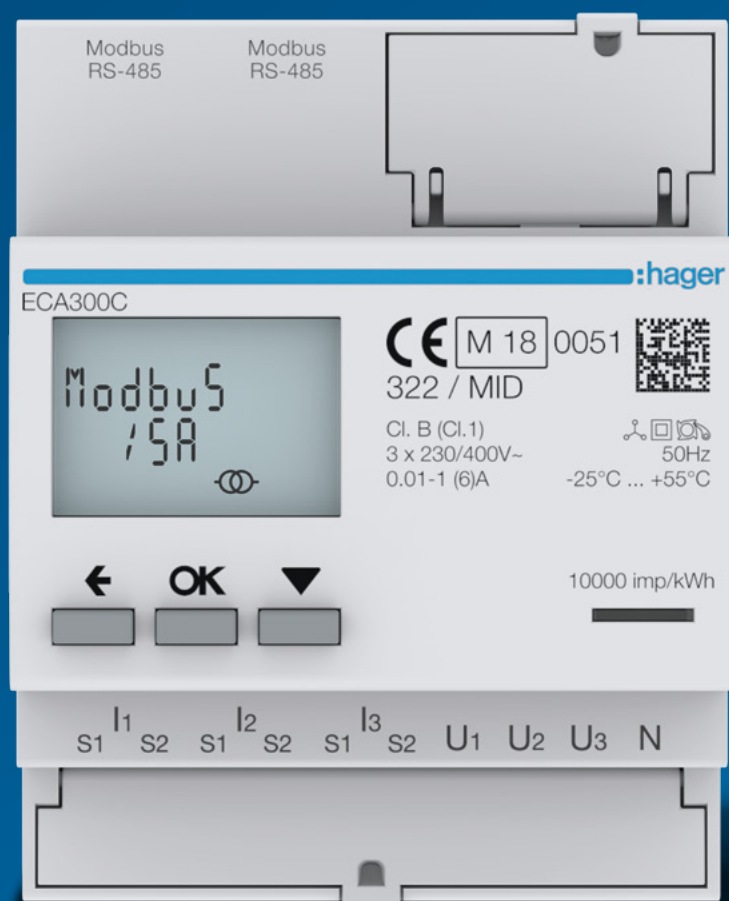 Modbus Modbus
RS-485 RS-485
:hager
ECA300C
Modbus
/5A
CE M 18 0051
322 / MID
Cl. B (Cl.1)
3 x 230/400V~ 50Hz
0.01-1 (6)A -25°C ... +55°C
OK
10000 imp/kWh
I1 I2 I3
S1 S2 S1 S2 S1 S2 U1 U2 U3 N